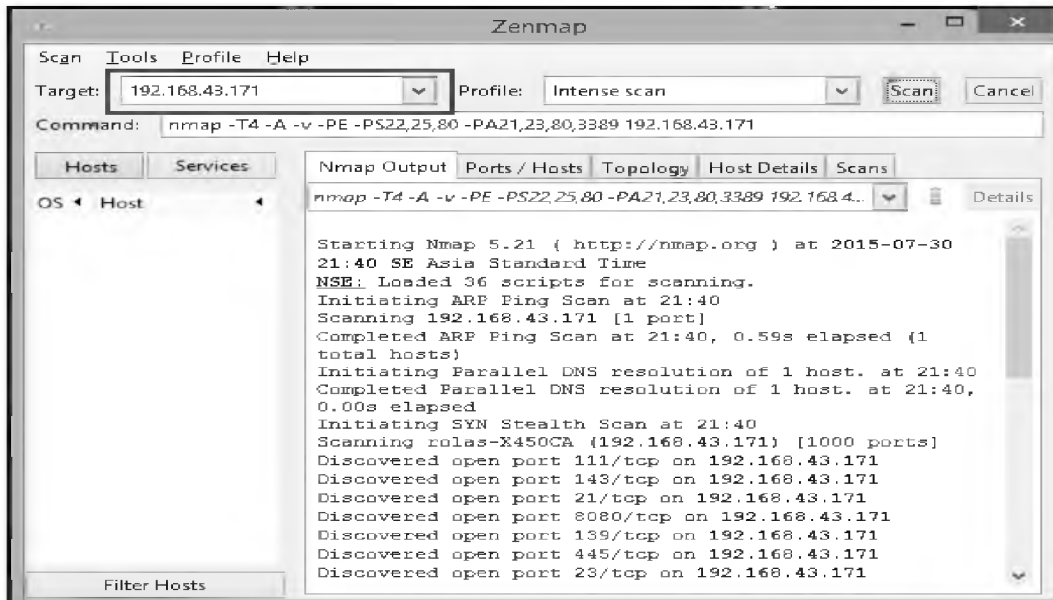 Zenmap
Scan Tools Profile Help
Target: 192.168.43.171 Profile: Intense scan Scan Cancel
Command: nmap -T4 -A -v -PE -PS22,25,80 -PA21,23,80,3389 192.168.43.171
Hosts Services
OS Host
Filter Hosts
Nmap Output Ports / Hosts Topology Host Details Scans
nmap -T4 -A -v -PE -PS22,25,80 -PA21,23,80,3389 192.168.4... Details
Starting Nmap 5.21 ( http://nmap.org ) at 2015-07-30
21:40 SE Asia Standard Time
NSE: Loaded 36 scripts for scanning.
Initiating ARP Ping Scan at 21:40
Scanning 192.168.43.171 [1 port]
Completed ARP Ping Scan at 21:40, 0.59s elapsed (1
total hosts)
Initiating Parallel DNS resolution of 1 host. at 21:40
Completed Parallel DNS resolution of 1 host. at 21:40,
0.00s elapsed
Initiating SYN Stealth Scan at 21:40
Scanning rolas-X450CA (192.168.43.171) [1000 ports]
Discovered open port 111/tcp on 192.168.43.171
Discovered open port 143/tcp on 192.168.43.171
Discovered open port 21/tcp on 192.168.43.171
Discovered open port 8080/tcp on 192.168.43.171
Discovered open port 139/tcp on 192.168.43.171
Discovered open port 445/tcp on 192.168.43.171
Discovered open port 23/tcp on 192.168.43.171